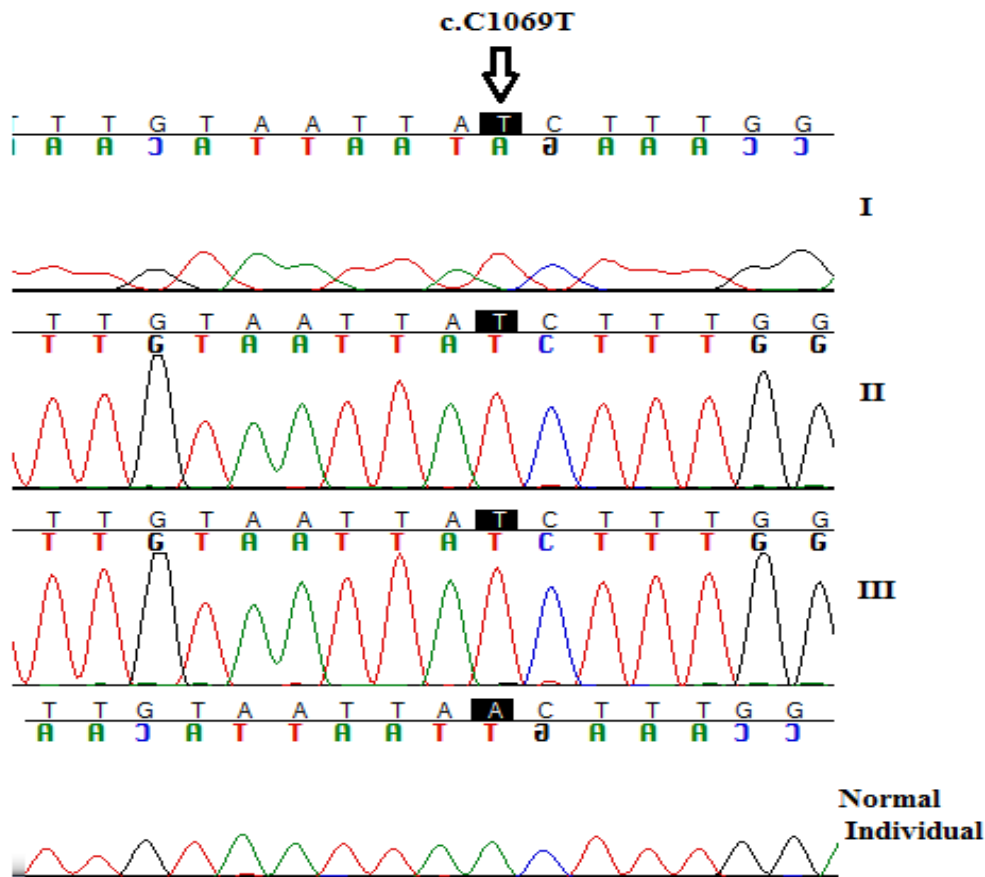 c.C1069T
T T T G T A A T T A T C T T T G G
A A C A T T A A T A G A A A C C
I
T T G T A A T T A T C T T T G G
T T G T A A T T A T C T T T G G
II
T T G T A A T T A T C T T T G G
T T G T A A T T A T C T T T G G
III
T T G T A A T T A A C T T T G G
A A C A T T A A T T G A A A C C
Normal
Individual